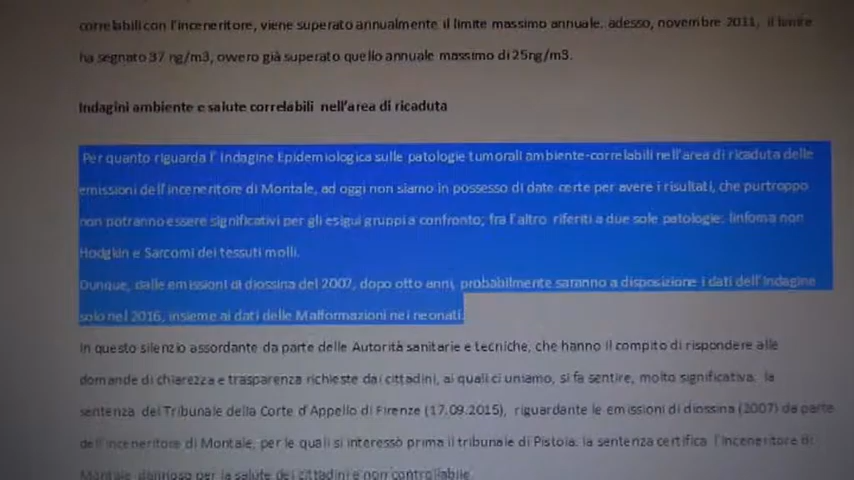 correlabili con l'inceneritore, viene superato annualmente il limite massimo annuale. adesso, novembre 2011, il limite
ha segnato 37 ng/m3, ovvero già superato quello annuale massimo di 25ng/m3.
Indagini ambiente e salute correlabili nell'area di ricaduta
Per quanto riguarda l' Indagine Epidemiologica sulle patologie tumorali ambiente-correlabili nell'area di ricaduta delle
emissioni dell'inceneritore di Montale, ad oggi non siamo in possesso di date certe per avere i risultati, che purtroppo
non potranno essere significativi per gli esigui gruppi a confronto; fra l'altro riferiti a due sole patologie: linfoma non
Hodgkin e Sarcomi dei tessuti molli.
Dunque, dalle emissioni di diossina del 2007, dopo otto anni, probabilmente saranno a disposizione i dati dell'Indagine
solo nel 2016, insieme ai dati delle Malformazioni nei neonati.
In questo silenzio assordante da parte delle Autorità sanitarie e tecniche, che hanno il compito di rispondere alle
domande di chiarezza e trasparenza richieste dai cittadini, ai quali ci uniamo, si fa sentire, molto significativa, la
sentenza del Tribunale della Corte d'Appello di Firenze (17.09.2015), riguardante le emissioni di diossina (2007) da parte
dell'inceneritore di Montale, per le quali si interessò prima il tribunale di Pistoia. la sentenza certifica l'Inceneritore di
Montale dannoso per la salute dei cittadini e non controllabile